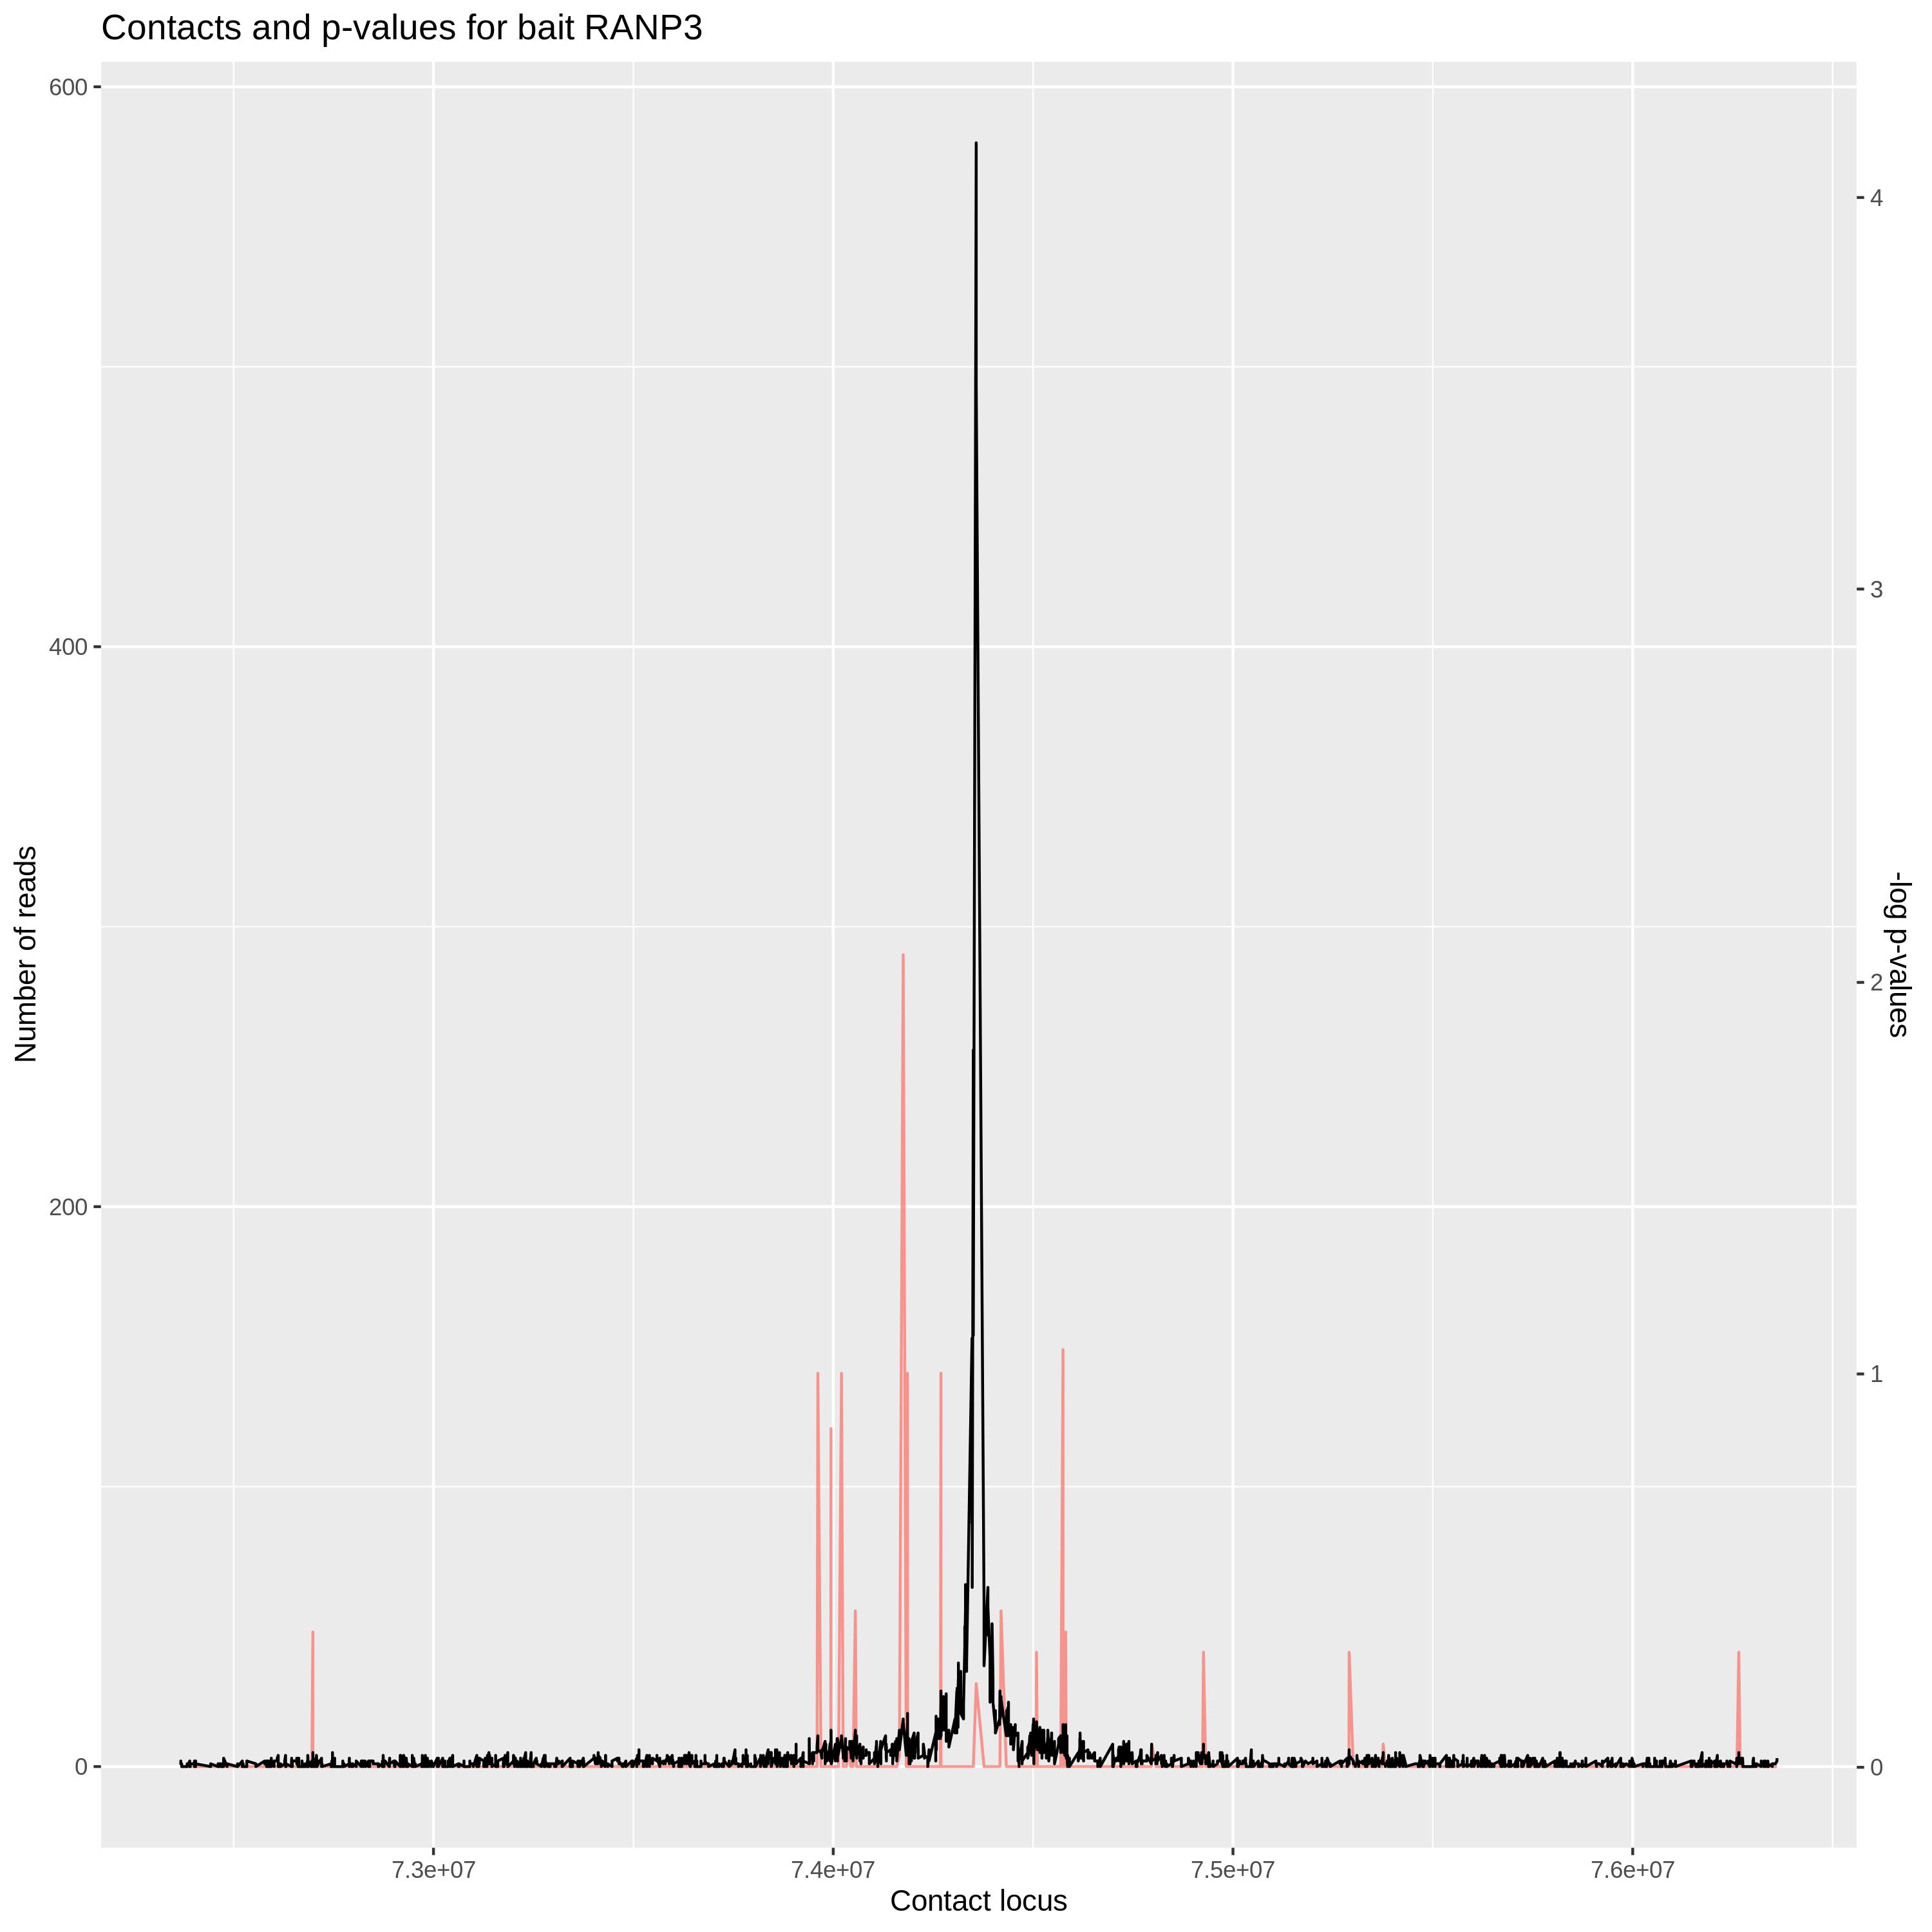 Contacts and p-values for bait RANP3
600
400
200
0
Number of reads
4
3
2
1
0
-log p-values
7.3e+07
7.4e+07
7.5e+07
7.6e+07
Contact locus